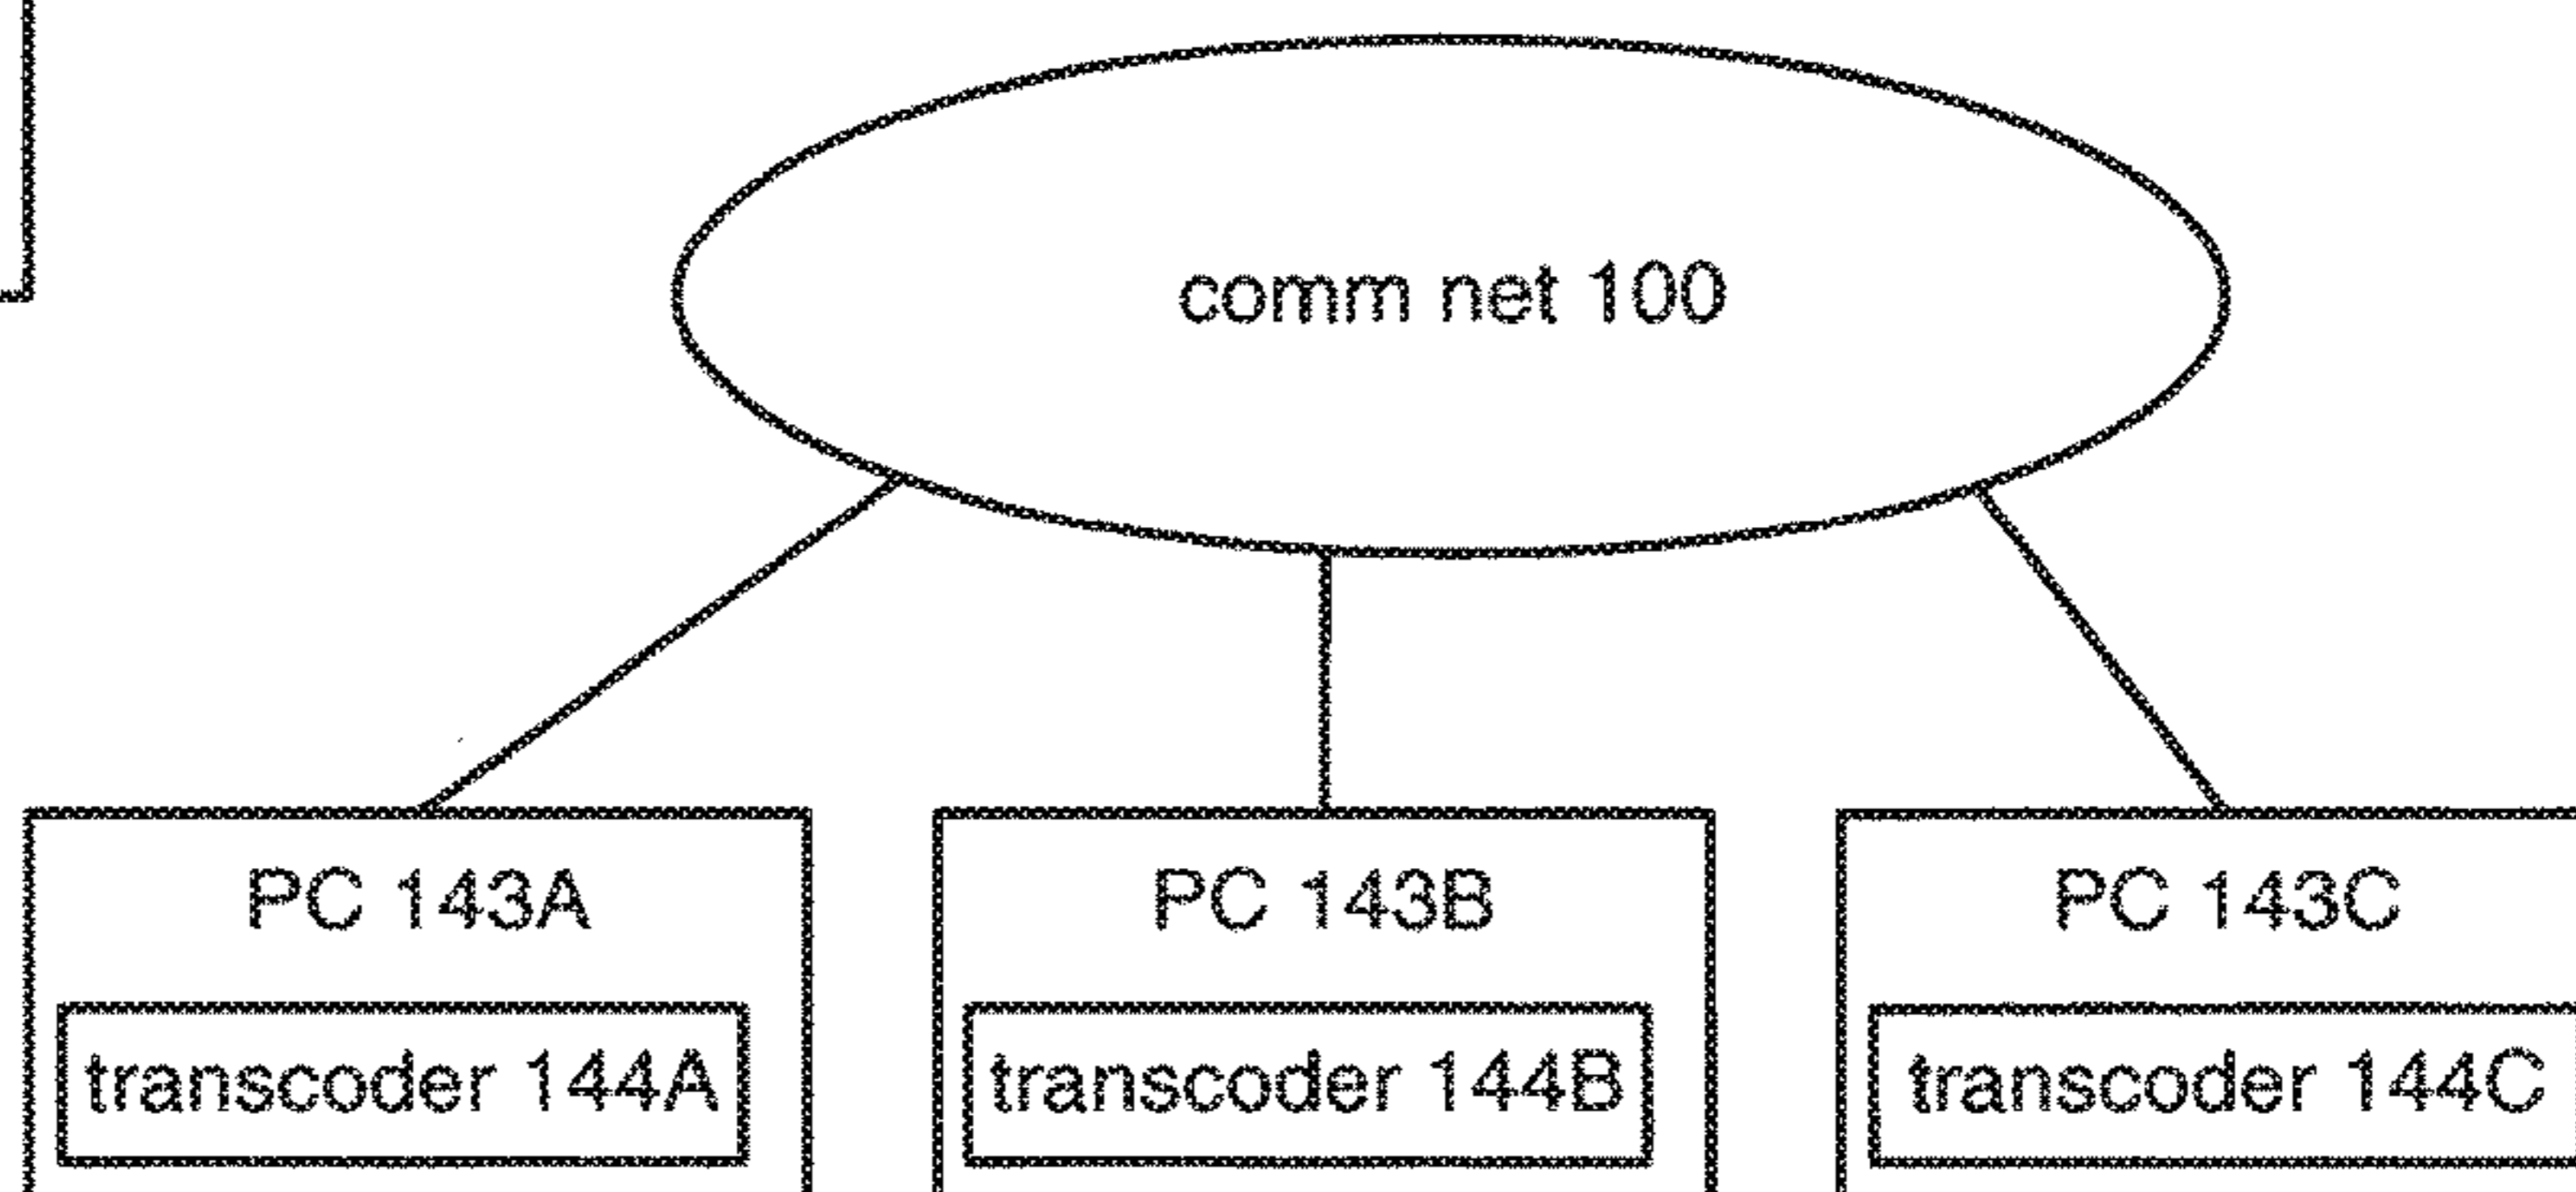 comm net 100
PC 143A
PC 143B
PC 143C
transcoder 144A
transcoder 144B
transcoder 144C